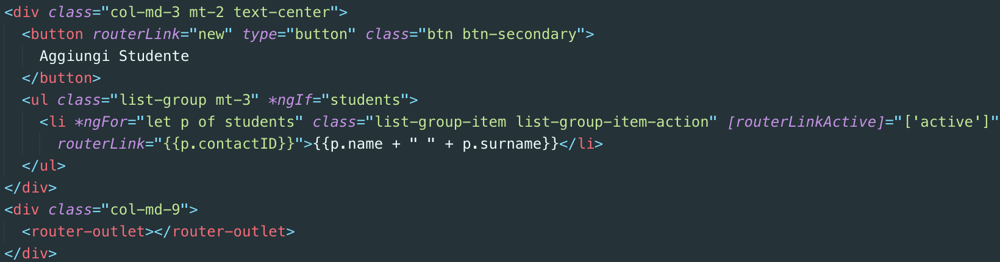 <div class="col-md-3 mt-2 text-center">
  <button routerLink="new" type="button" class="btn btn-secondary">
    Aggiungi Studente
  </button>
  <ul class="list-group mt-3" *ngIf="students">
    <li *ngFor="let p of students" class="list-group-item list-group-item-action" [routerLinkActive]="['active']"
      routerLink="{{p.contactID}}">{{p.name + " " + p.surname}}</li>
  </ul>
</div>
<div class="col-md-9">
  <router-outlet></router-outlet>
</div>